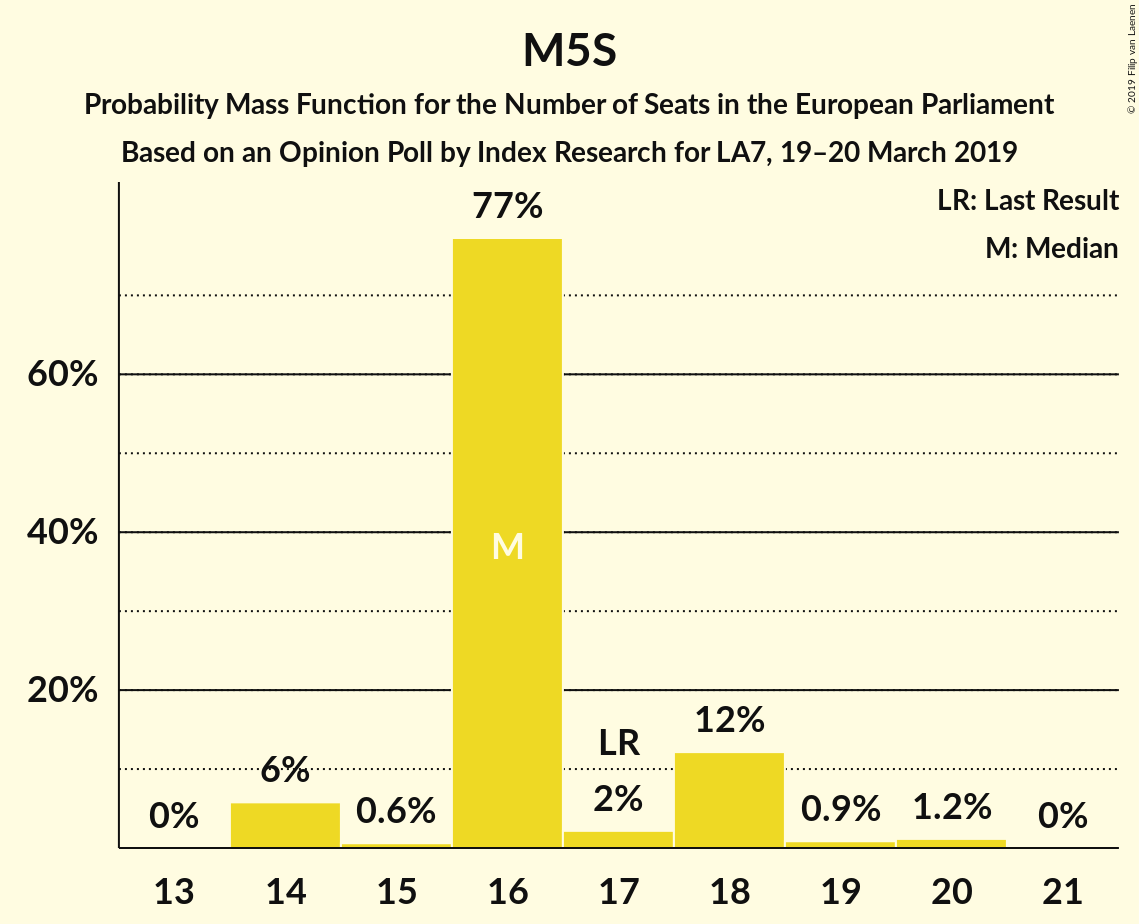 M5S
Probability Mass Function for the Number of Seats in the European Parliament
Based on an Opinion Poll by Index Research for LA7, 19–20 March 2019
© 2019 Filip van Laenen
LR: Last Result
M: Median
77%
60%
40%
20%
M
LR
0%
6%
0.6%
2%
12%
0.9%
1.2%
0%
13 14 15 16 17 18 19 20 21